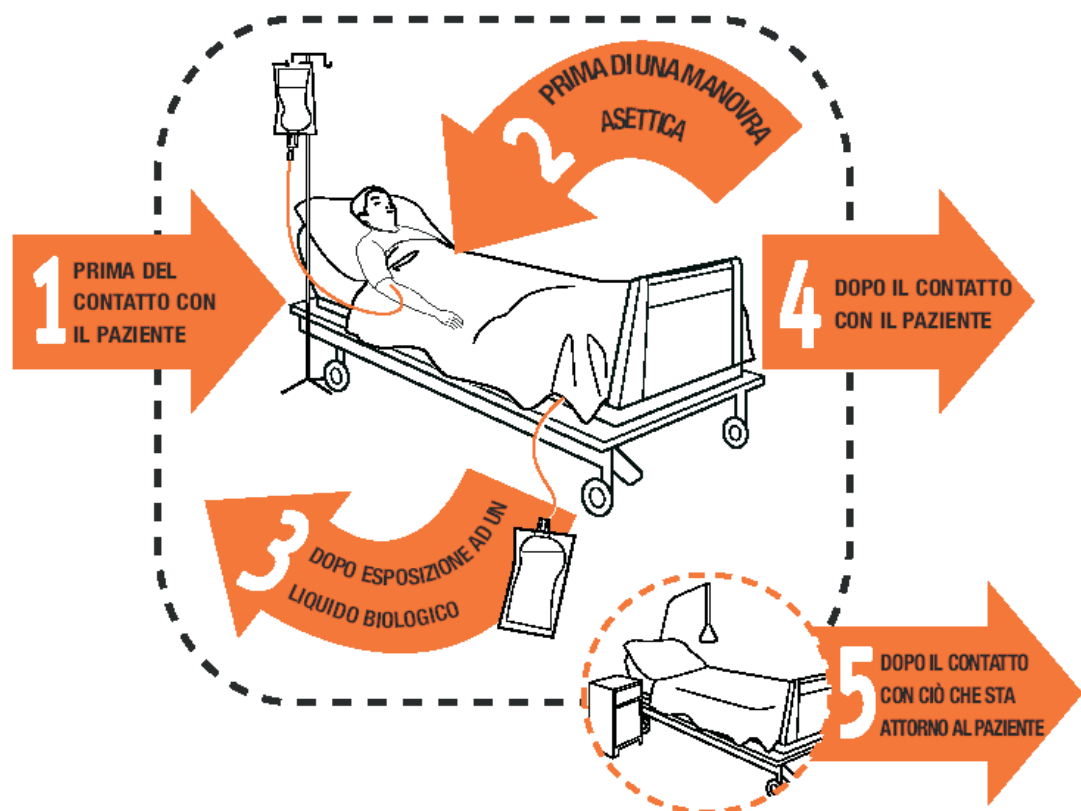 1
PRIMA DEL
CONTATTO CON
IL PAZIENTE
2
PRIMA DI UNA MANOVRA
ASETTICA
3
DOPO ESPOSIZIONE AD UN
LIQUIDO BIOLOGICO
4
DOPO IL CONTATTO
CON IL PAZIENTE
5
DOPO IL CONTATTO
CON CIÒ CHE STA
ATTORNO AL PAZIENTE